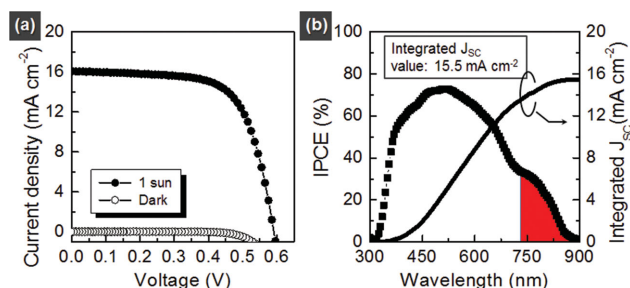 (a)
Current density (mA cm-2)
20
16
12
8
4
0
1 sun
Dark
0.0 0.1 0.2 0.3 0.4 0.5 0.6
Voltage (V)
(b)
IPCE (%)
100
80
60
40
20
0
Integrated JSC
value: 15.5 mA cm-2
300 450 600 750 900
Wavelength (nm)
20
16
12
8
4
0
Integrated JSC (mA cm-2)